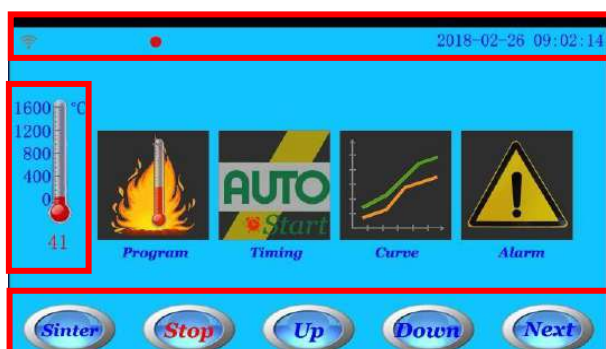 2018-02-26 09:02:14
1600 °C
1200
800
400
0
41
AUTO
Start
Program Timing Curve Alarm
Sinter Stop Up Down Next